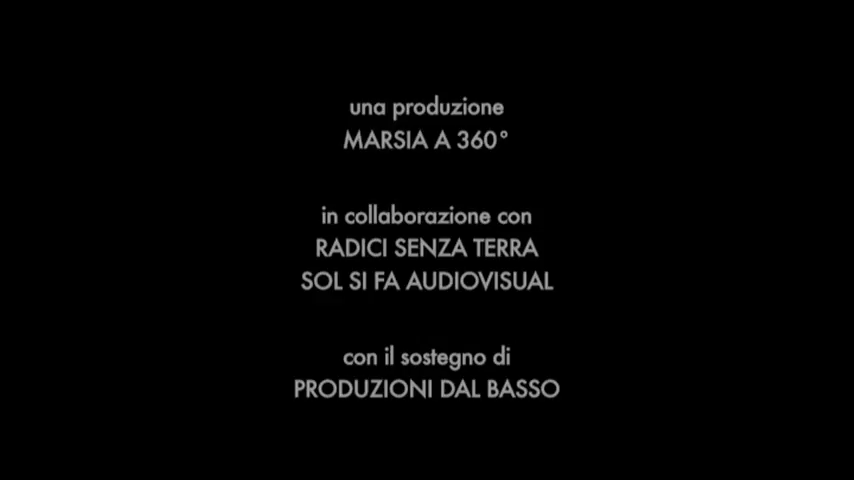 una produzione
MARSIA A 360°
in collaborazione con
RADICI SENZA TERRA
SOL SI FA AUDIOVISUAL
con il sostegno di
PRODUZIONI DAL BASSO